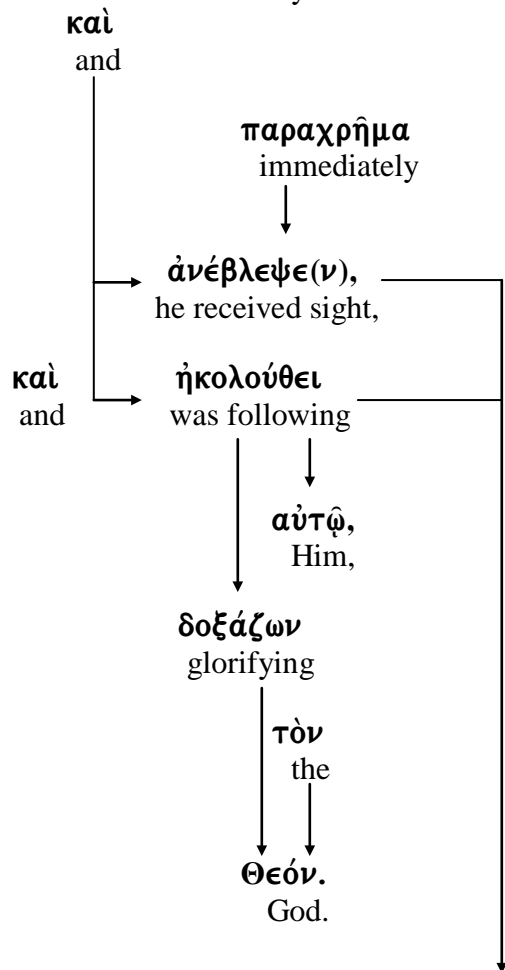 y
καὶ
and
παραχρῆμα
immediately
ἀνέβλεψε(ν),
he received sight,
καὶ
and
ἠκολούθει
was following
αὐτῷ,
Him,
δοξάζων
glorifying
τὸν
the
Θεόν.
God.